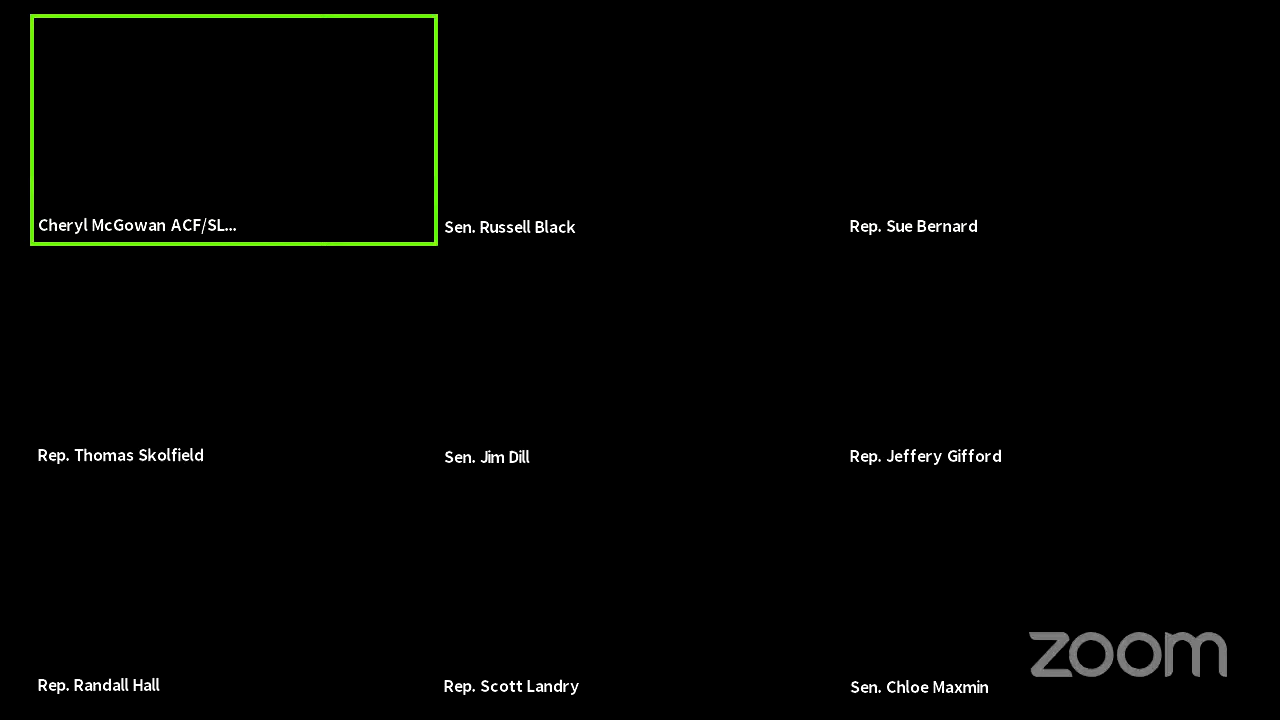 Cheryl McGowan ACF/SL...
Sen. Russell Black
Rep. Sue Bernard
Rep. Thomas Skolfield
Sen. Jim Dill
Rep. Jeffery Gifford
Rep. Randall Hall
Rep. Scott Landry
Sen. Chloe Maxmin
zoom